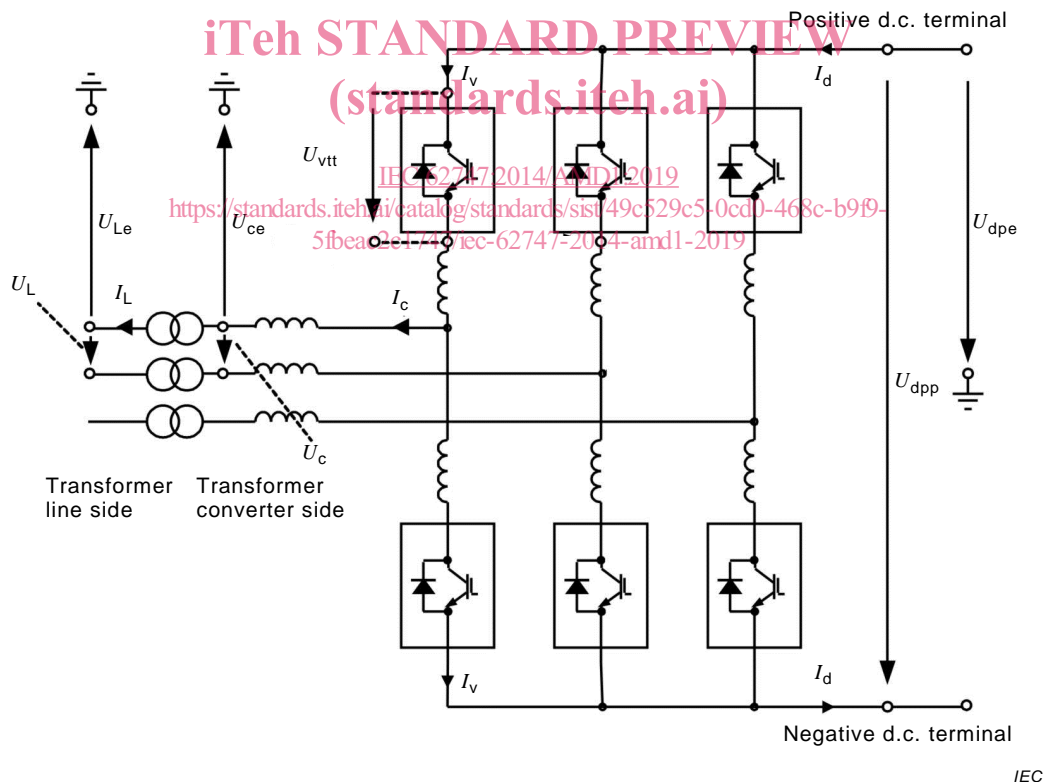 iTeh STANDARD PREVIEW
(standards.iteh.ai)
Positive d.c. terminal
Iv
Id
Uvtt
IEC 62747:2014/AMD1:2019
https://standards.iteh.ai/catalog/standards/sist/49c529c5-0cd0-468c-b9f9-
/iec-62747-2014-amd1-2019
ULe
Uce
Udpe
UL
IL
Ic
Udpp
Uc
Transformer
line side
Transformer
converter side
Iv
Id
Negative d.c. terminal
IEC